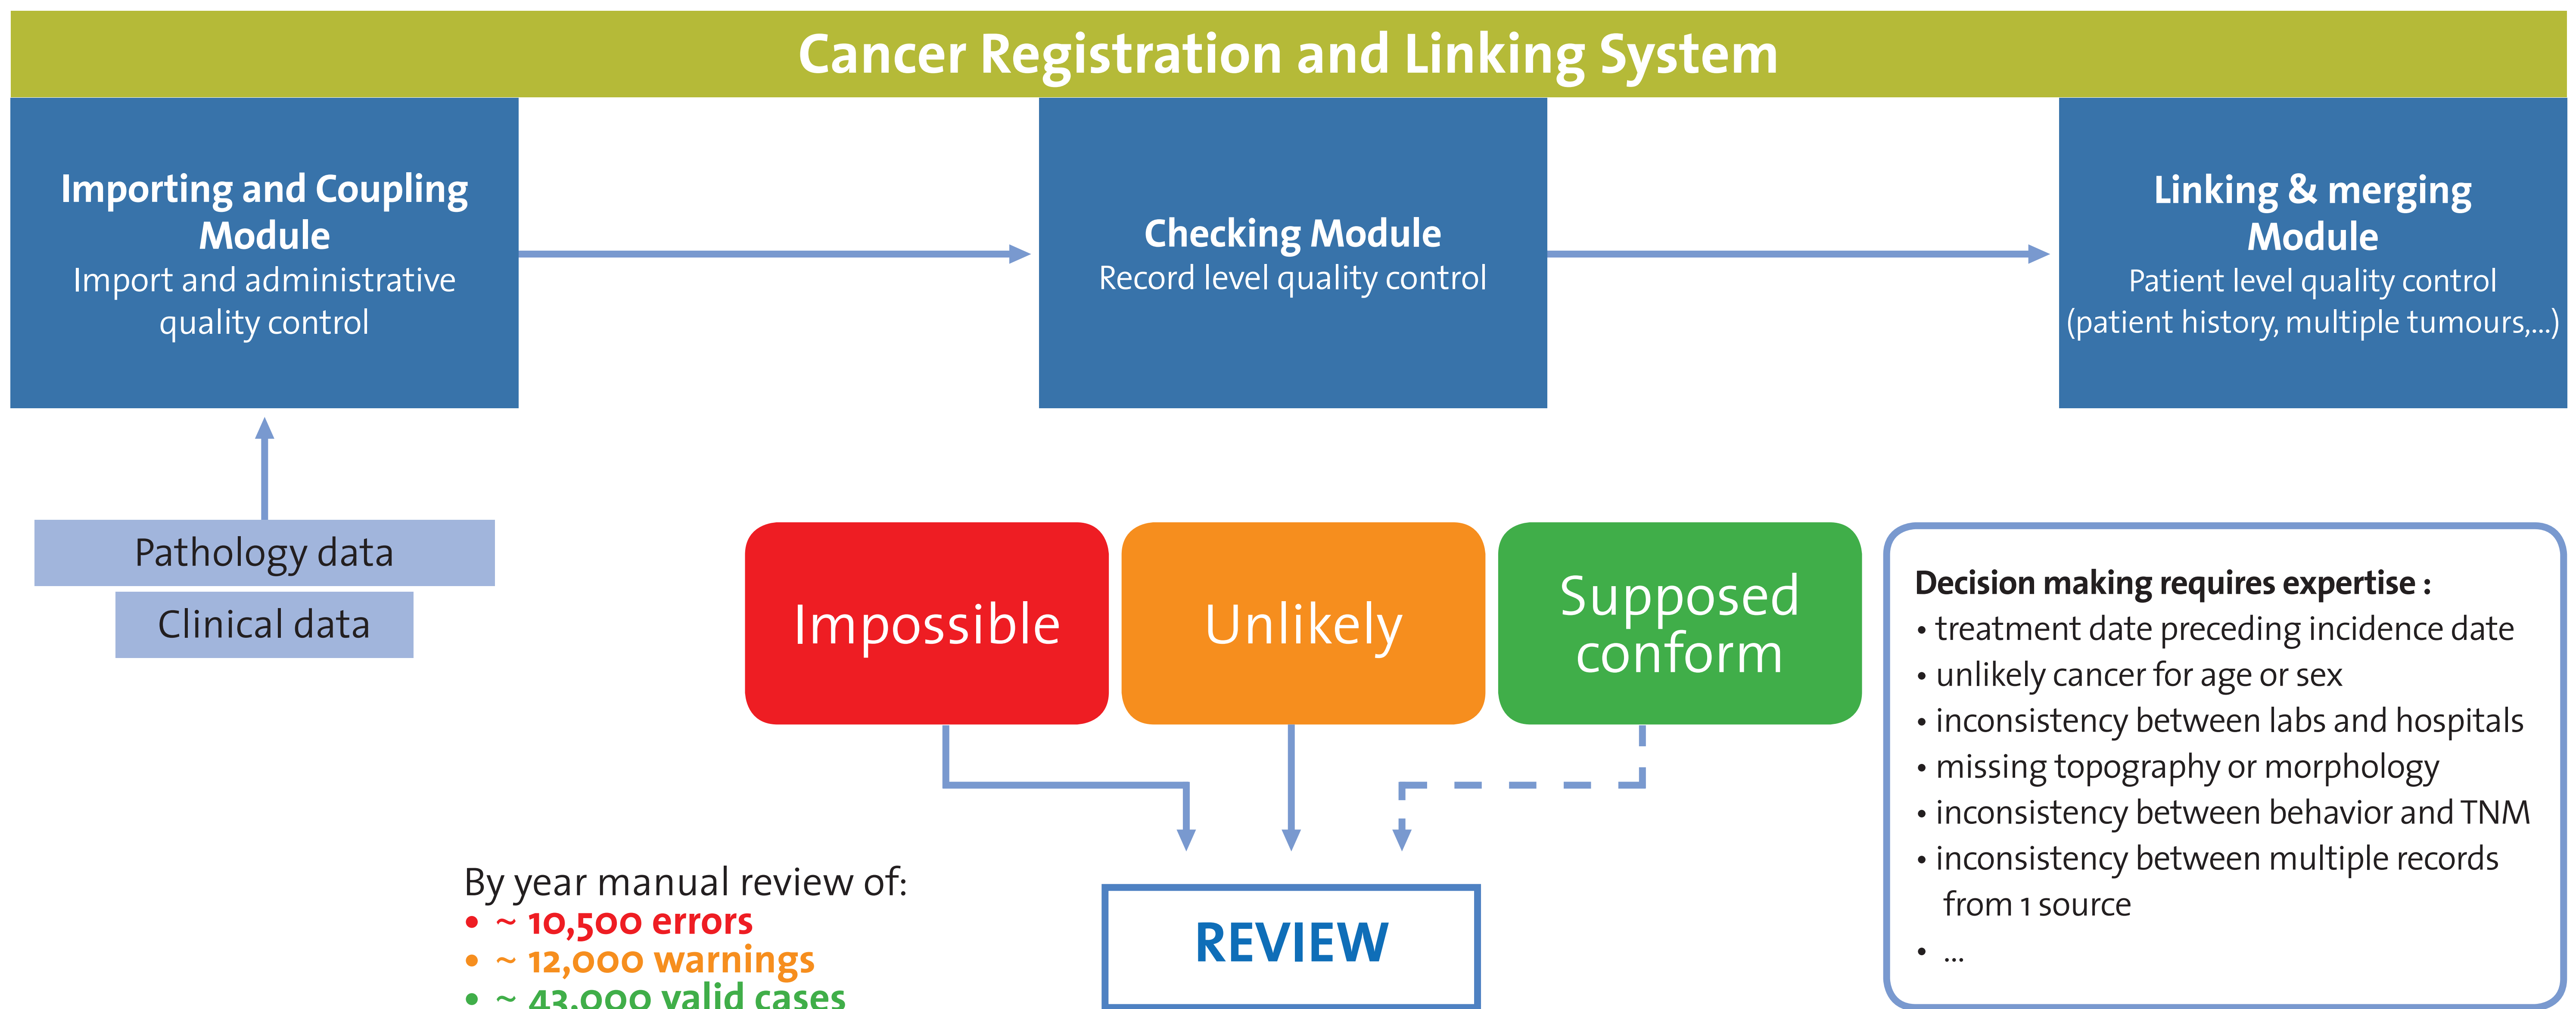 Cancer Registration and Linking System
Importing and Coupling
Module
Import and administrative
quality control
Checking Module
Record level quality control
Linking & merging
Module
Patient level quality control
(patient history, multiple tumours,...)
Pathology data
Clinical data
Impossible
Unlikely
Supposed
conform
Decision making requires expertise :
• treatment date preceding incidence date
• unlikely cancer for age or sex
• inconsistency between labs and hospitals
• missing topography or morphology
• inconsistency between behavior and TNM
• inconsistency between multiple records
from 1 source
• ...
By year manual review of:
• ~ 10,500 errors
• ~ 12,000 warnings
• ~ 43,000 valid cases
REVIEW